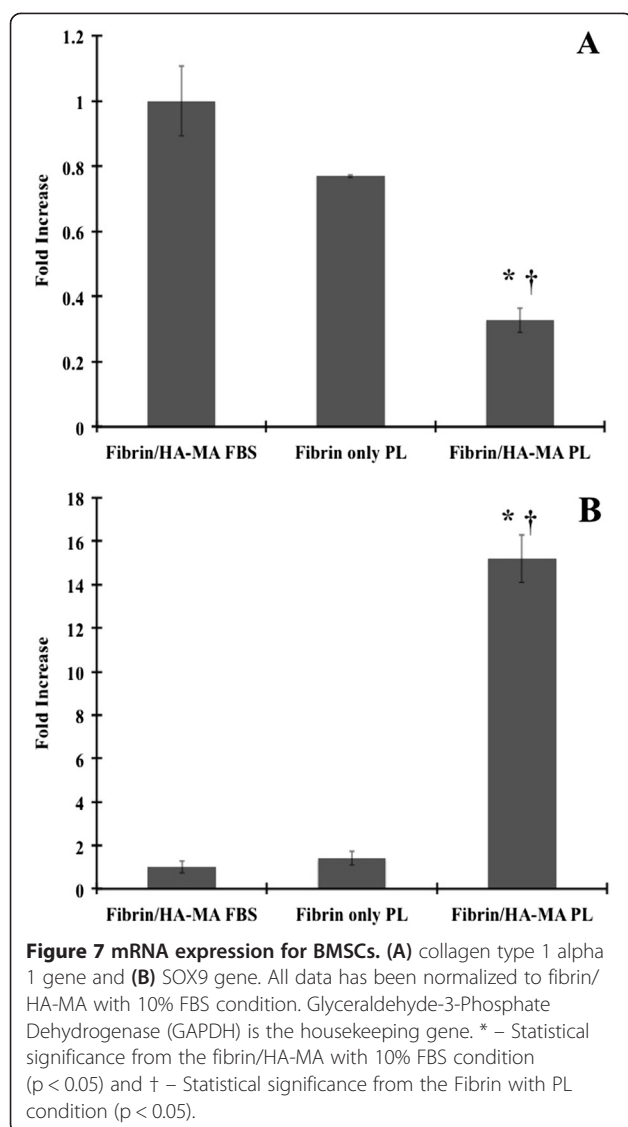 1.2
A
1
0.8
0.6
0.4
0.2
0
Fold Increase
* †
Fibrin/HA-MA FBS Fibrin only PL Fibrin/HA-MA PL
18
B
16
14
12
10
8
6
4
2
0
Fold Increase
* †
Fibrin/HA-MA FBS Fibrin only PL Fibrin/HA-MA PL
Figure 7 mRNA expression for BMSCs. (A) collagen type 1 alpha
1 gene and (B) SOX9 gene. All data has been normalized to fibrin/
HA-MA with 10% FBS condition. Glyceraldehyde-3-Phosphate
Dehydrogenase (GAPDH) is the housekeeping gene. * – Statistical
significance from the fibrin/HA-MA with 10% FBS condition
(p < 0.05) and † – Statistical significance from the Fibrin with PL
condition (p < 0.05).